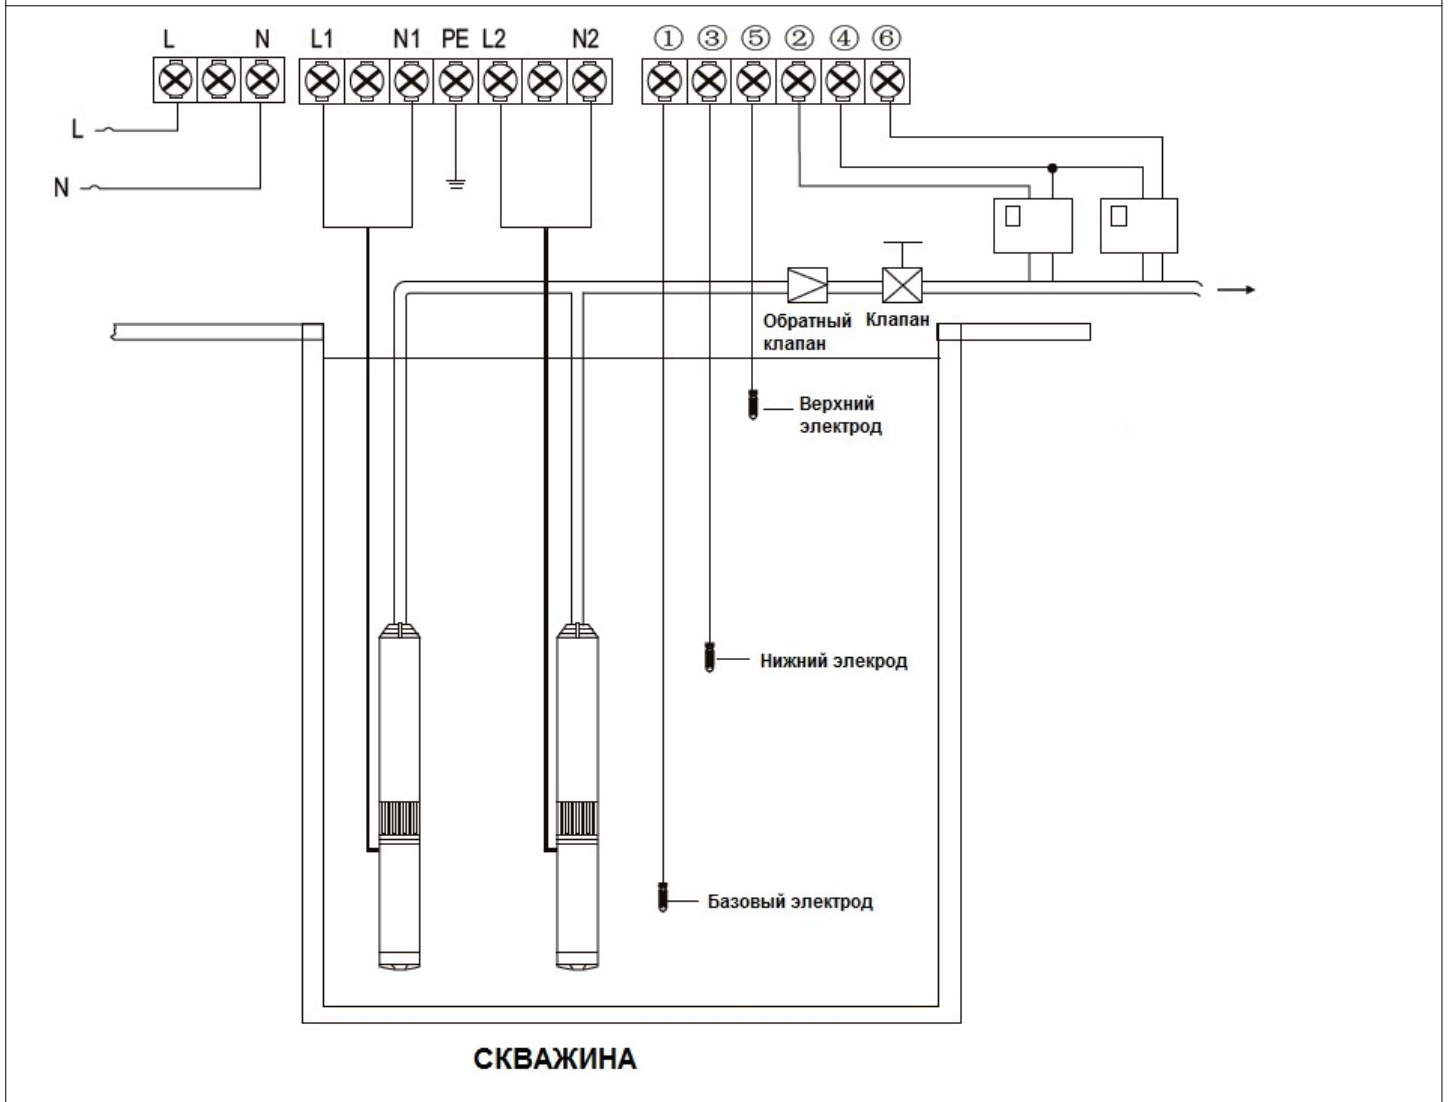 L N L1 N1 PE L2 N2 ① ③ ⑤ ② ④ ⑥
L
N
Обратный клапан
Клапан
Верхний
электрод
Нижний элекрод
Базовый электрод
СКВАЖИНА